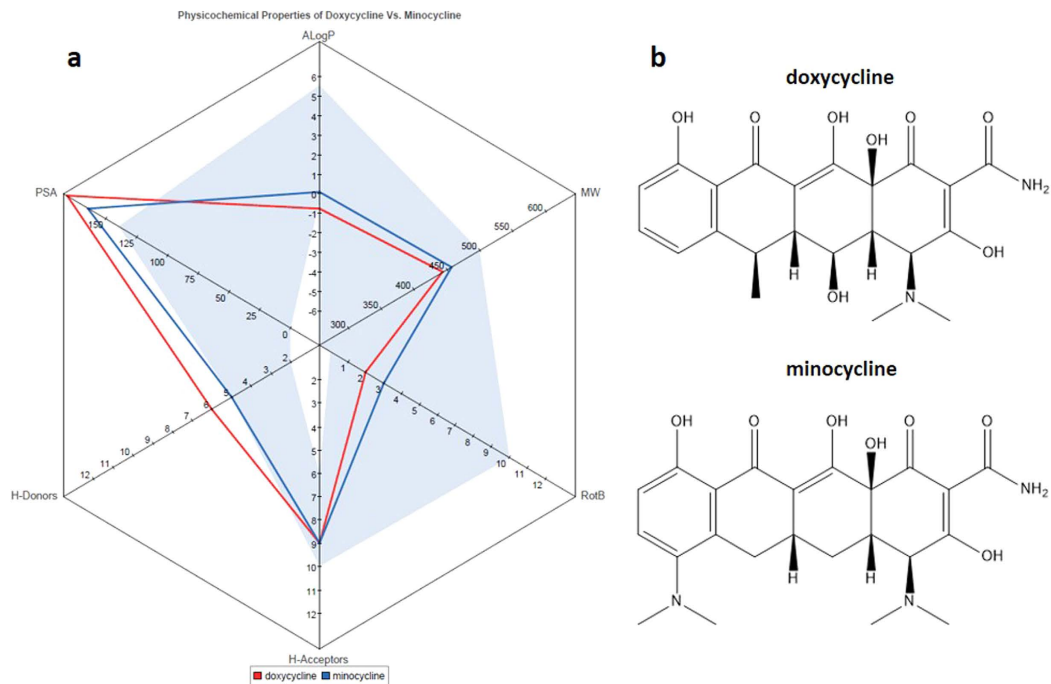 Physicochemical Properties of Doxycycline Vs. Minocycline
a
ALogP
6
5
4
3
2
1
0
-1
-2
-4
-5
-6
MW
600
550
500
450
400
350
300
PSA
150
125
100
75
50
25
0
RotB
1
2
3
4
5
6
7
8
9
10
11
12
H-Donors
2
3
4
5
6
7
8
9
10
11
12
H-Acceptors
2
3
4
5
6
7
8
9
10
11
12
doxycycline minocycline
b
doxycycline
OH O OH OH O O
NH2
OH
H OH H N
minocycline
OH O OH OH O O
NH2
OH
H H
N N